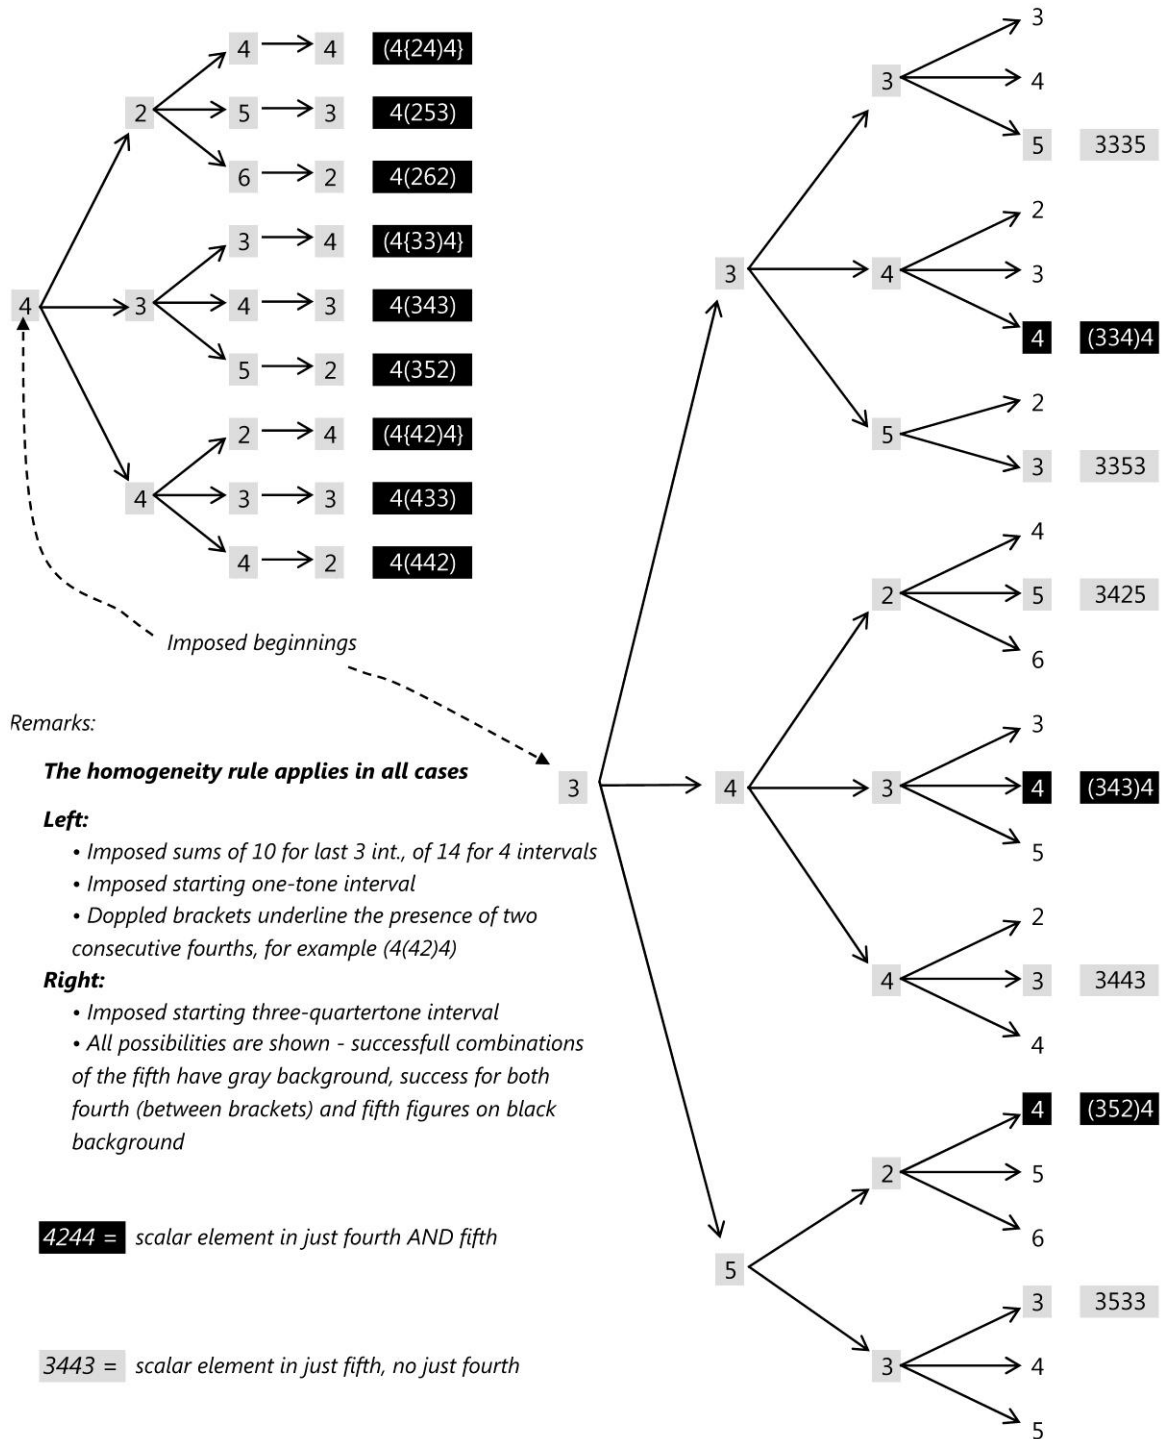 4 4 (4{24)4}
2 5 3 4(253)
6 2 4(262)
3 4 (4{33)4}
4 3 4 3 4(343)
5 2 4(352)
2 4 (4{42)4}
4 3 3 4(433)
4 2 4(442)
Imposed beginnings
Remarks:
The homogeneity rule applies in all cases
Left:
• Imposed sums of 10 for last 3 int., of 14 for 4 intervals
• Imposed starting one-tone interval
• Doppled brackets underline the presence of two
consecutive fourths, for example (4(42)4)
Right:
• Imposed starting three-quartertone interval
• All possibilities are shown - successfull combinations
of the fifth have gray background, success for both
fourth (between brackets) and fifth figures on black
background
4244 = scalar element in just fourth AND fifth
3443 = scalar element in just fifth, no just fourth
3
3 4
5 3335
2
3 4 3
4 (334)4
2
5
3 3353
4
2 5 3425
6
3
3 4 3 4 (343)4
5
2
4 3 3443
4
4 (352)4
2 5
6
5
3 3533
3 4
5